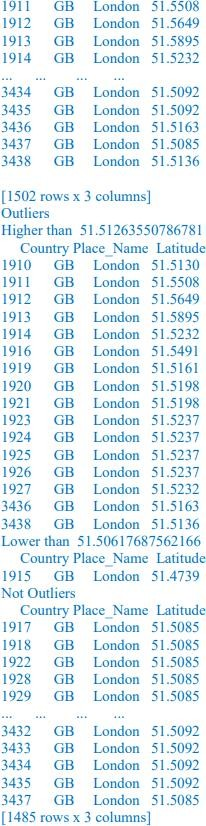 1911 GB London 51.5508
1912 GB London 51.5649
1913 GB London 51.5895
1914 GB London 51.5232
... ... ... ...
3434 GB London 51.5092
3435 GB London 51.5092
3436 GB London 51.5163
3437 GB London 51.5085
3438 GB London 51.5136
[1502 rows x 3 columns]
Outliers
Higher than 51.51263550786781
Country Place_Name Latitude
1910 GB London 51.5130
1911 GB London 51.5508
1912 GB London 51.5649
1913 GB London 51.5895
1914 GB London 51.5232
1916 GB London 51.5491
1919 GB London 51.5161
1920 GB London 51.5198
1921 GB London 51.5198
1923 GB London 51.5237
1924 GB London 51.5237
1925 GB London 51.5237
1926 GB London 51.5237
1927 GB London 51.5232
3436 GB London 51.5163
3438 GB London 51.5136
Lower than 51.50617687562166
Country Place_Name Latitude
1915 GB London 51.4739
Not Outliers
Country Place_Name Latitude
1917 GB London 51.5085
1918 GB London 51.5085
1922 GB London 51.5085
1928 GB London 51.5085
1929 GB London 51.5085
... ... ... ...
3432 GB London 51.5092
3433 GB London 51.5092
3434 GB London 51.5092
3435 GB London 51.5092
3437 GB London 51.5085
[1485 rows x 3 columns]